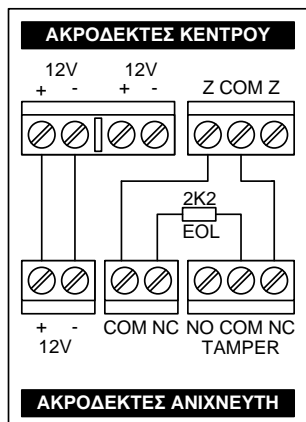 ΑΚΡΟΔΕΚΤΕΣ ΚΕΝΤΡΟΥ
12V 12V
+ - + - Z COM Z
2K2
EOL
COM NC NO COM NC
+ - TAMPER
12V
ΑΚΡΟΔΕΚΤΕΣ ΑΝΙΧΝΕΥΤΗ